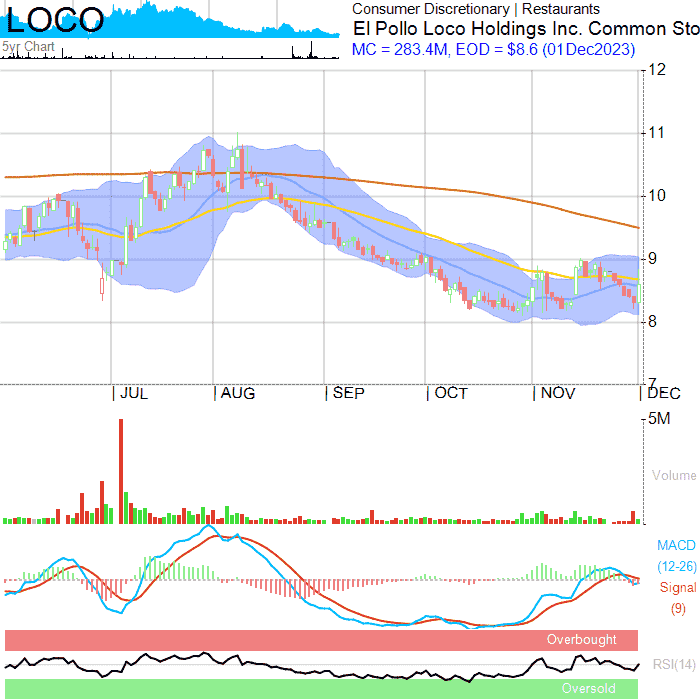 LOCO
Consumer Discretionary | Restaurants
El Pollo Loco Holdings Inc. Common Sto
5yr Chart
MC = 283.4M, EOD = $8.6 (01Dec2023)
12
11
10
9
8
7
JUL
AUG
SEP
OCT
NOV
DEC
5M
Volume
MACD
(12-26)
Signal
(9)
Overbought
RSI(14)
Oversold